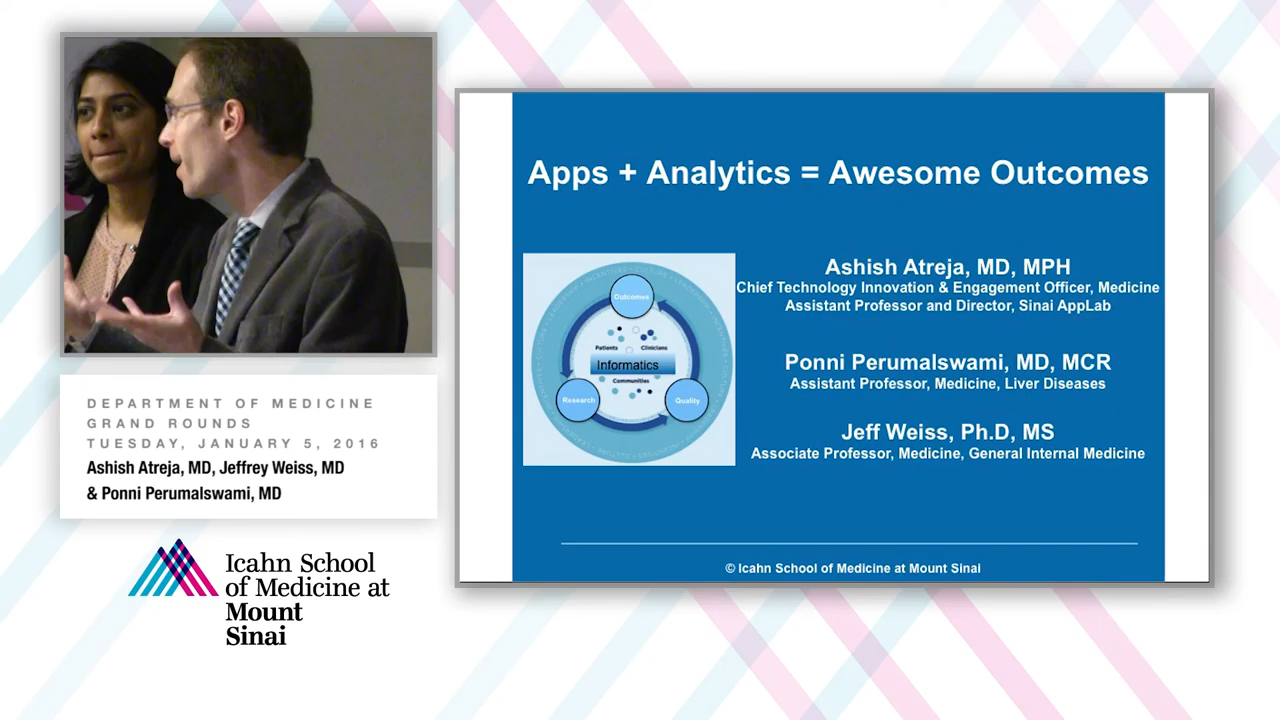 DEPARTMENT OF MEDICINE
GRAND ROUNDS
TUESDAY, JANUARY 5, 2016
Ashish Atreja, MD, Jeffrey Weiss, MD
& Ponni Perumalswami, MD
Icahn School
of Medicine at
Mount
Sinai
Apps + Analytics = Awesome Outcomes
Outcomes
Patients
Clinicians
Informatics
Communities
Research
Quality
Ashish Atreja, MD, MPH
Chief Technology Innovation & Engagement Officer, Medicine
Assistant Professor and Director, Sinai AppLab
Ponni Perumalswami, MD, MCR
Assistant Professor, Medicine, Liver Diseases
Jeff Weiss, Ph.D, MS
Associate Professor, Medicine, General Internal Medicine
© Icahn School of Medicine at Mount Sinai